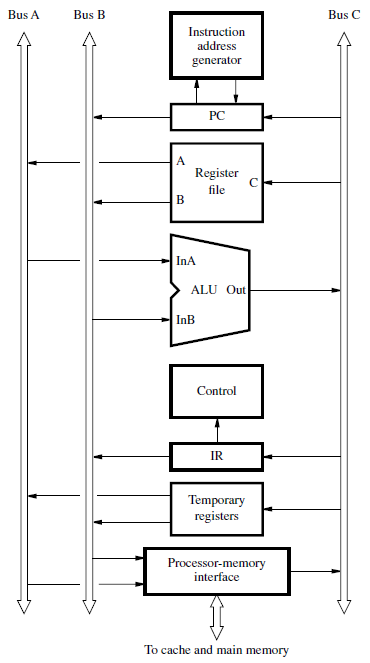 Bus A
Bus B
Bus C
Instruction
address
generator
PC
A
Register
file
B
C
InA
ALU
Out
InB
Control
IR
Temporary
registers
Processor-memory
interface
To cache and main memory